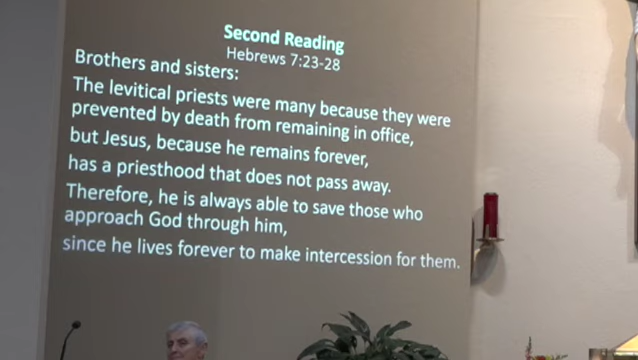 Second Reading
Hebrews 7:23-28
Brothers and sisters:
The levitical priests were many because they were
prevented by death from remaining in office,
but Jesus, because he remains forever,
has a priesthood that does not pass away.
Therefore, he is always able to save those who
approach God through him,
since he lives forever to make intercession for them.